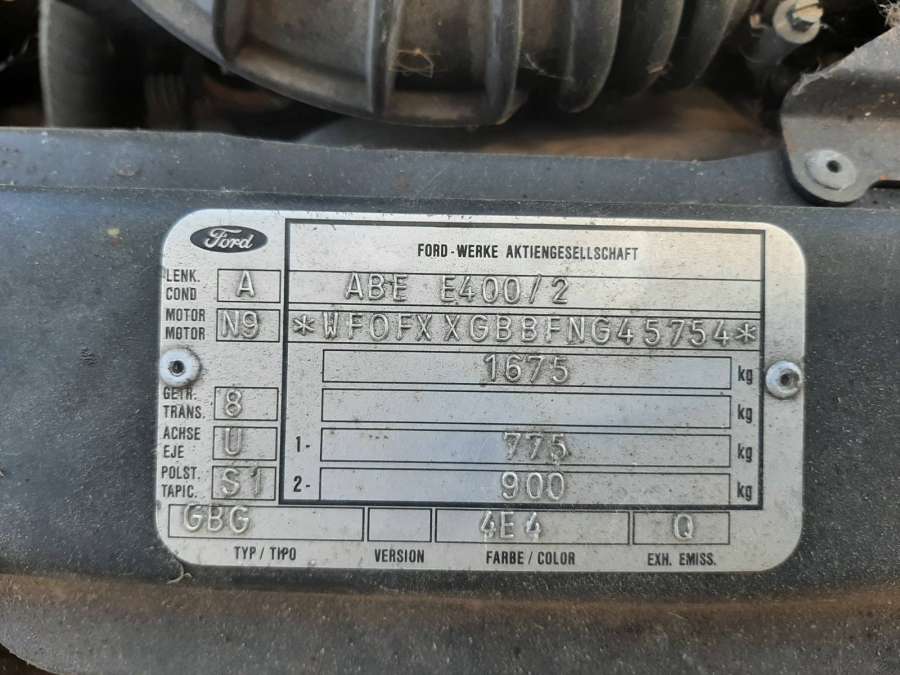 Ford
FORD-WERKE AKTIENGESELLSCHAFT
LENK. COND A ABE E400/2
MOTOR MOTOR N9 *WFOFXXGBBFNG45754*
1675 kg
GETR. TRANS. 8 kg
ACHSE EJE U 1- 775 kg
POLST. TAPIC. S1 2- 900 kg
GBG 4E4 Q
TYP / TIPO VERSION FARBE / COLOR EXH. EMISS.